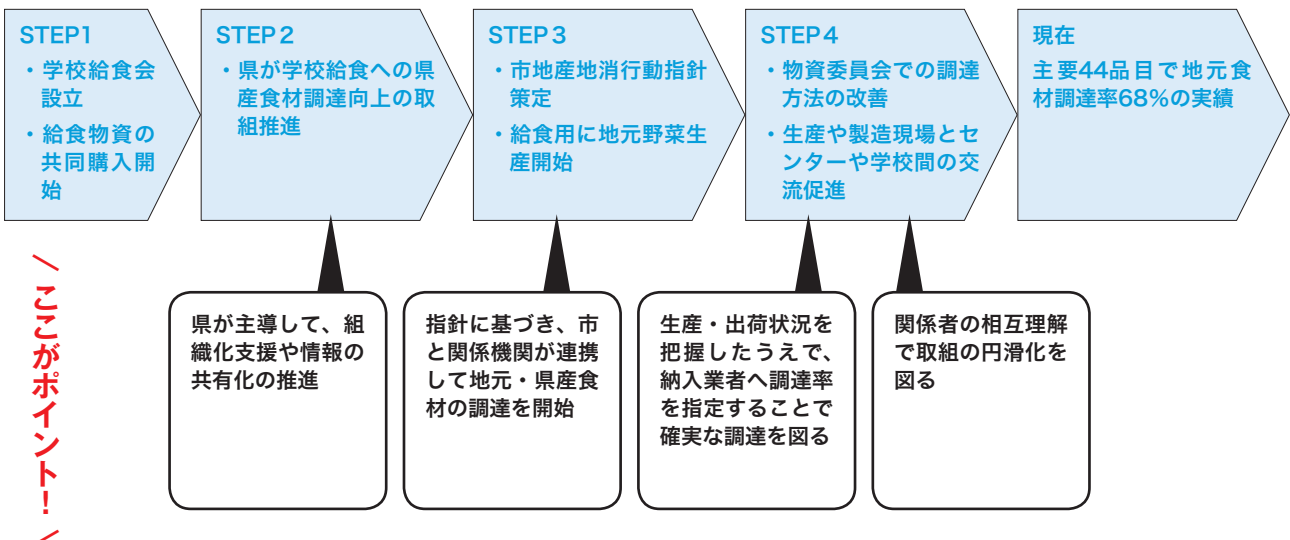 STEP1
・学校給食会
設立
・給食物資の
共同購入開
始
STEP2
・県が学校給食への県
産食材調達向上の取
組推進
STEP3
・市地産地消行動指針
策定
・給食用に地元野菜生
産開始
STEP4
・物資委員会での調達
方法の改善
・生産や製造現場とセ
ンターや学校間の交
流促進
現在
主要44品目で地元食
材調達率68%の実績
ここがポイント！
県が主導して、組
織化支援や情報の
共有化の推進
指針に基づき、市
と関係機関が連携
して地元・県産食
材の調達を開始
生産・出荷状況を
把握したうえで、
納入業者へ調達率
を指定することで
確実な調達を図る
関係者の相互理解
で取組の円滑化を
図る